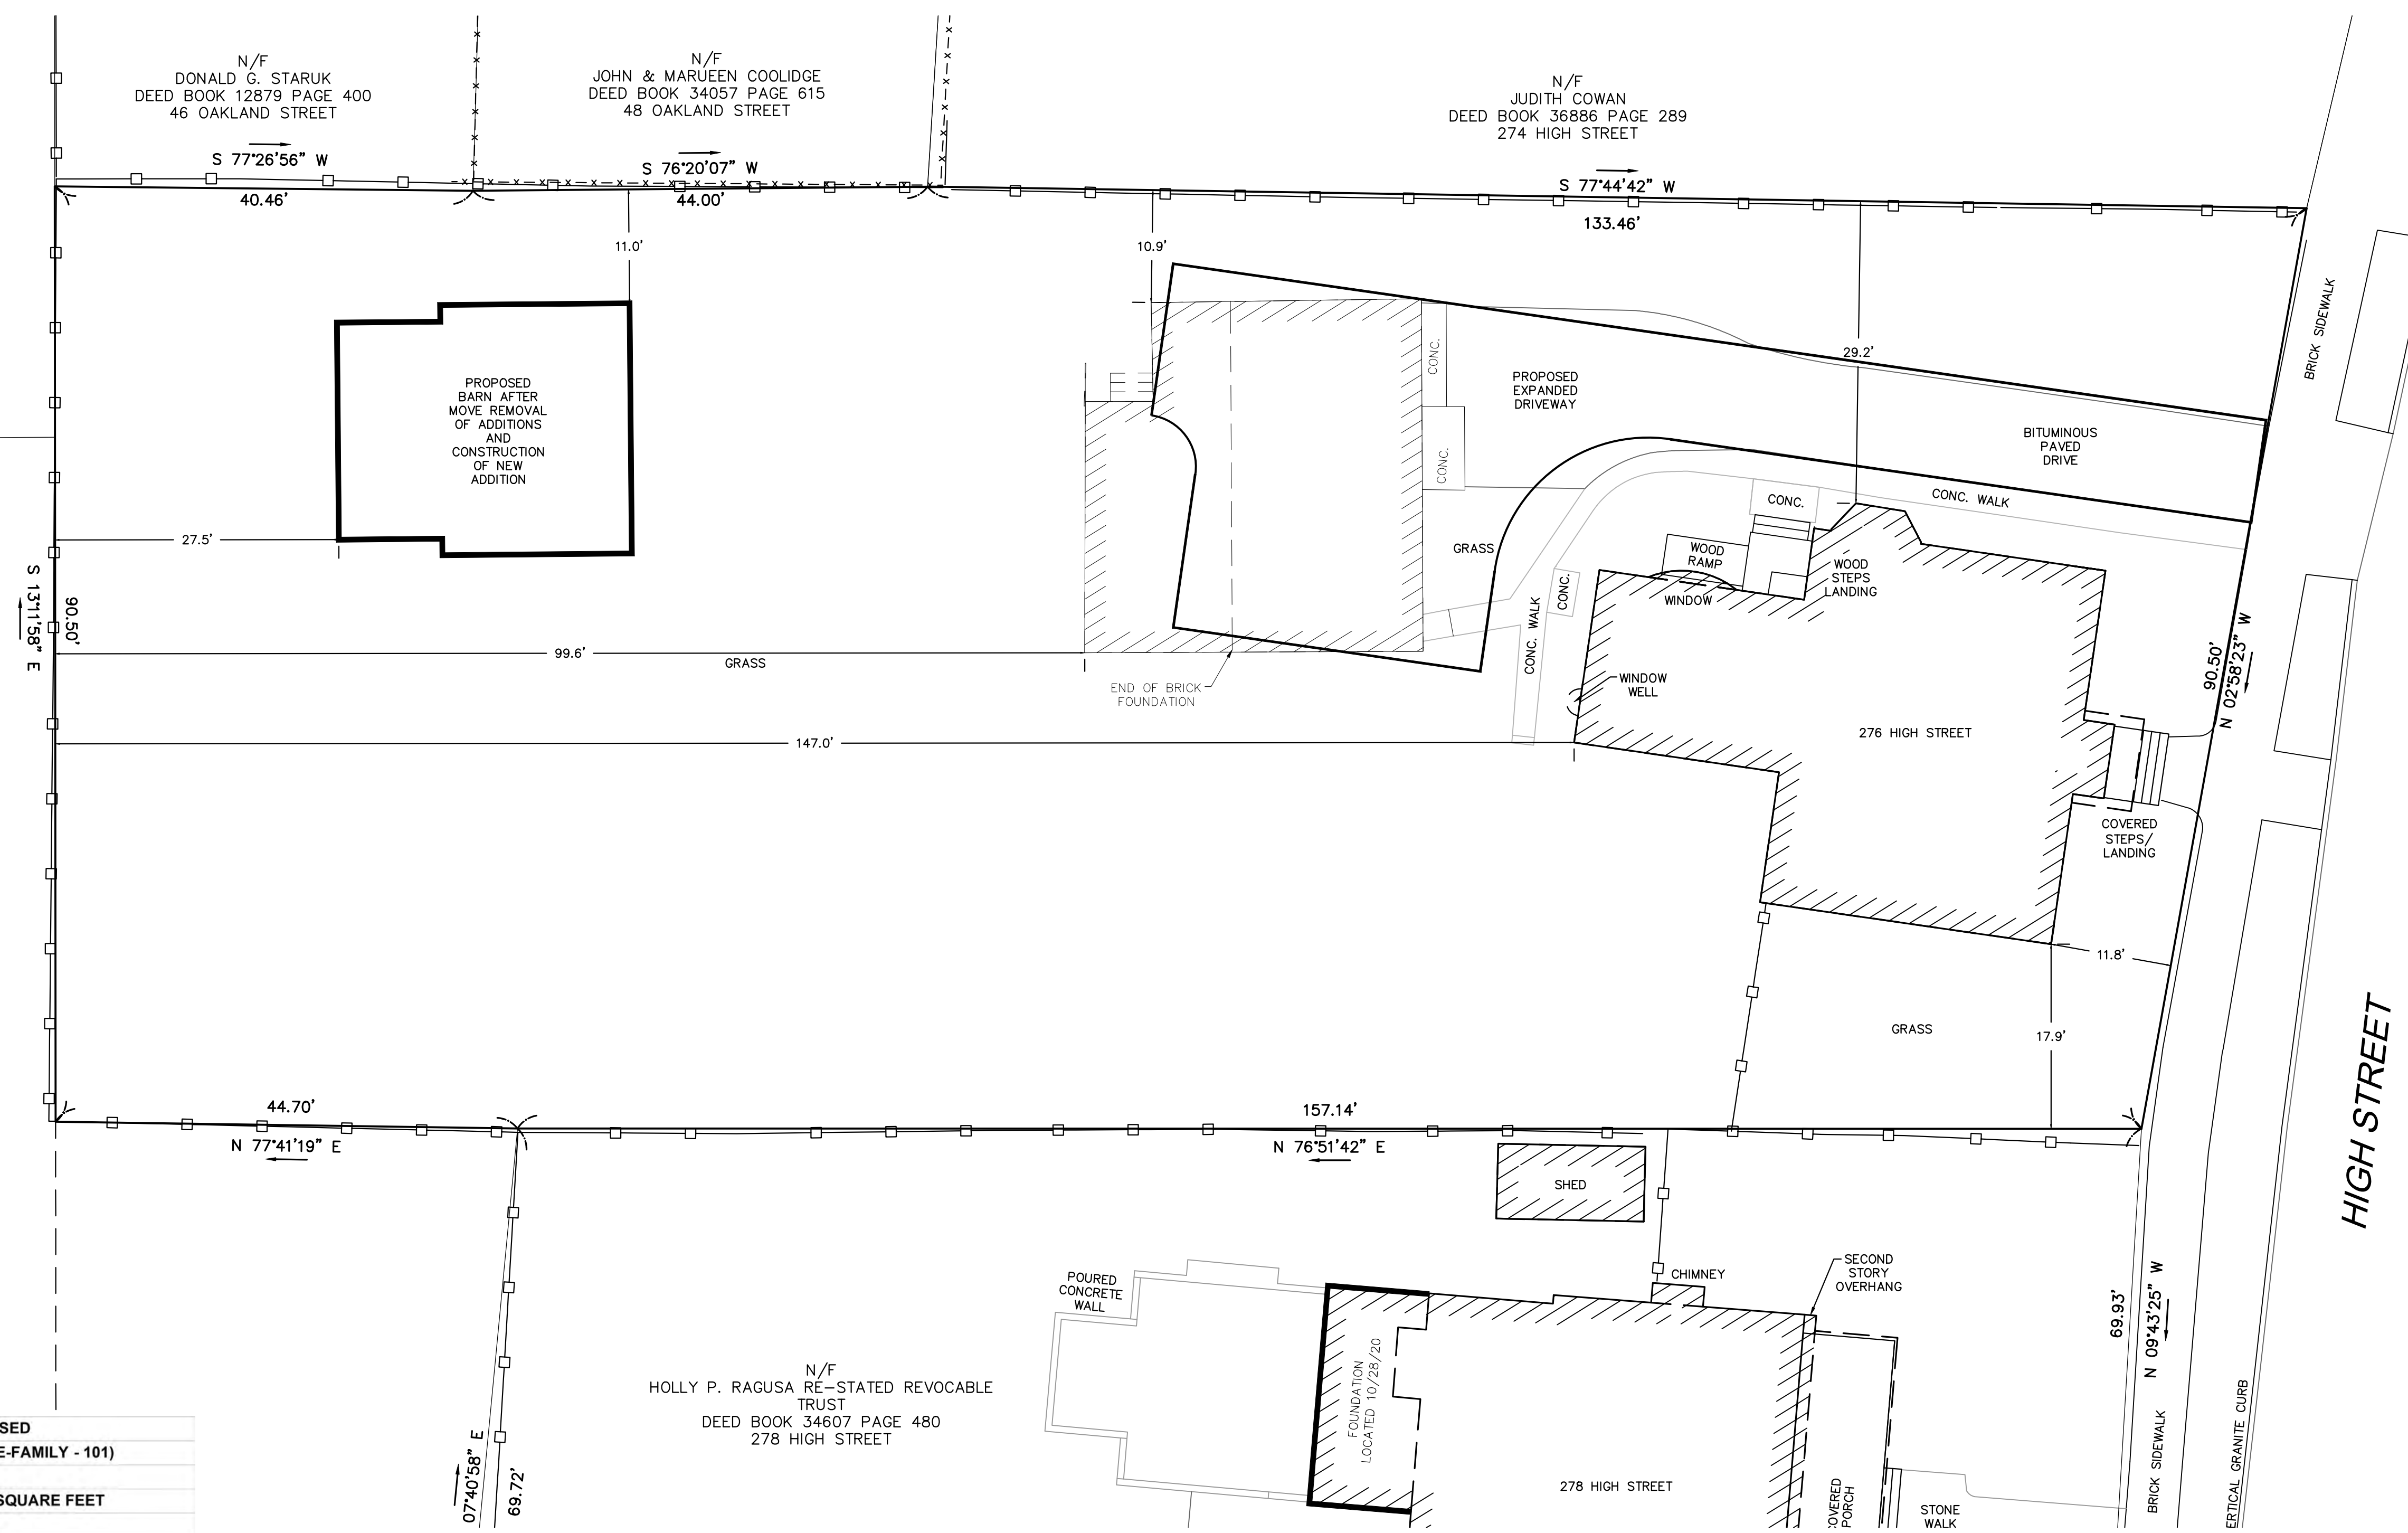 N/F
DONALD G. STARUK
DEED BOOK 12879 PAGE 400
46 OAKLAND STREET
N/F
JOHN & MARUEEN COOLIDGE
DEED BOOK 34057 PAGE 615
48 OAKLAND STREET
N/F
JUDITH COWAN
DEED BOOK 36886 PAGE 289
274 HIGH STREET
S 77°26'56" W
40.46'
S 76°20'07" W
44.00'
S 77°44'42" W
133.46'
11.0'
10.9'
29.2'
BRICK SIDEWALK
PROPOSED
BARN AFTER
MOVE REMOVAL
OF ADDITIONS
AND
CONSTRUCTION
OF NEW
ADDITION
CONC.
CONC.
PROPOSED
EXPANDED
DRIVEWAY
BITUMINOUS
PAVED
DRIVE
CONC. WALK
CONC.
27.5'
GRASS
WOOD
RAMP
WINDOW
WOOD
STEPS
LANDING
CONC.
CONC. WALK
S 13°11'58" E
90.50'
99.6'
GRASS
END OF BRICK
FOUNDATION
WINDOW
WELL
147.0'
276 HIGH STREET
90.50'
N 02°58'23" W
COVERED
STEPS/
LANDING
11.8'
GRASS
17.9'
HIGH STREET
44.70'
N 77°41'19" E
157.14'
N 76°51'42" E
SHED
POURED
CONCRETE
WALL
CHIMNEY
SECOND
STORY
OVERHANG
69.93'
N 09°43'25" W
N/F
HOLLY P. RAGUSA RE-STATED REVOCABLE
TRUST
DEED BOOK 34607 PAGE 480
278 HIGH STREET
FOUNDATION
LOCATED 10/28/20
278 HIGH STREET
COVERED
PORCH
STONE
WALK
BRICK SIDEWALK
ERTICAL GRANITE CURB
07°40'58" E
69.72'
SED
E-FAMILY - 101)
SQUARE FEET